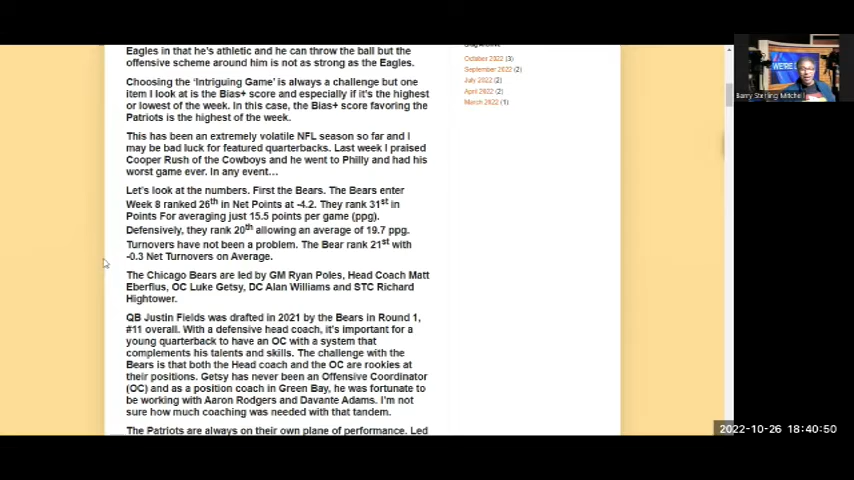 Eagles in that he's athletic and he can throw the ball but the
offensive scheme around him is not as strong as the Eagles.
Choosing the 'Intriguing Game' is always a challenge but one
item I look at is the Bias+ score and especially if it's the highest
or lowest of the week. In this case, the Bias+ score favoring the
Patriots is the highest of the week.
This has been an extremely volatile NFL season so far and I
may be bad luck for featured quarterbacks. Last week I praised
Cooper Rush of the Cowboys and he went to Philly and had his
worst game ever. In any event...
Let's look at the numbers. First the Bears. The Bears enter
Week 8 ranked 26th in Net Points at -4.2. They rank 31st in
Points For averaging just 15.5 points per game (ppg).
Defensively, they rank 20th allowing an average of 19.7 ppg.
Turnovers have not been a problem. The Bear rank 21st with
-0.3 Net Turnovers on Average.
The Chicago Bears are led by GM Ryan Poles, Head Coach Matt
Eberflus, OC Luke Getsy, DC Alan Williams and STC Richard
Hightower.
QB Justin Fields was drafted in 2021 by the Bears in Round 1,
#11 overall. With a defensive head coach, it's important for a
young quarterback to have an OC with a system that
complements his talents and skills. The challenge with the
Bears is that both the Head coach and the OC are rookies at
their positions. Getsy has never been an Offensive Coordinator
(OC) and as a position coach in Green Bay, he was fortunate to
be working with Aaron Rodgers and Davante Adams. I'm not
sure how much coaching was needed with that tandem.
The Patriots are always on their own plane of performance. Led
October 2022 (3)
September 2022 (2)
July 2022 (2)
April 2022 (2)
March 2022 (1)
WE'RE
Barry Sterling Mitchell
2022-10-26 18:40:50